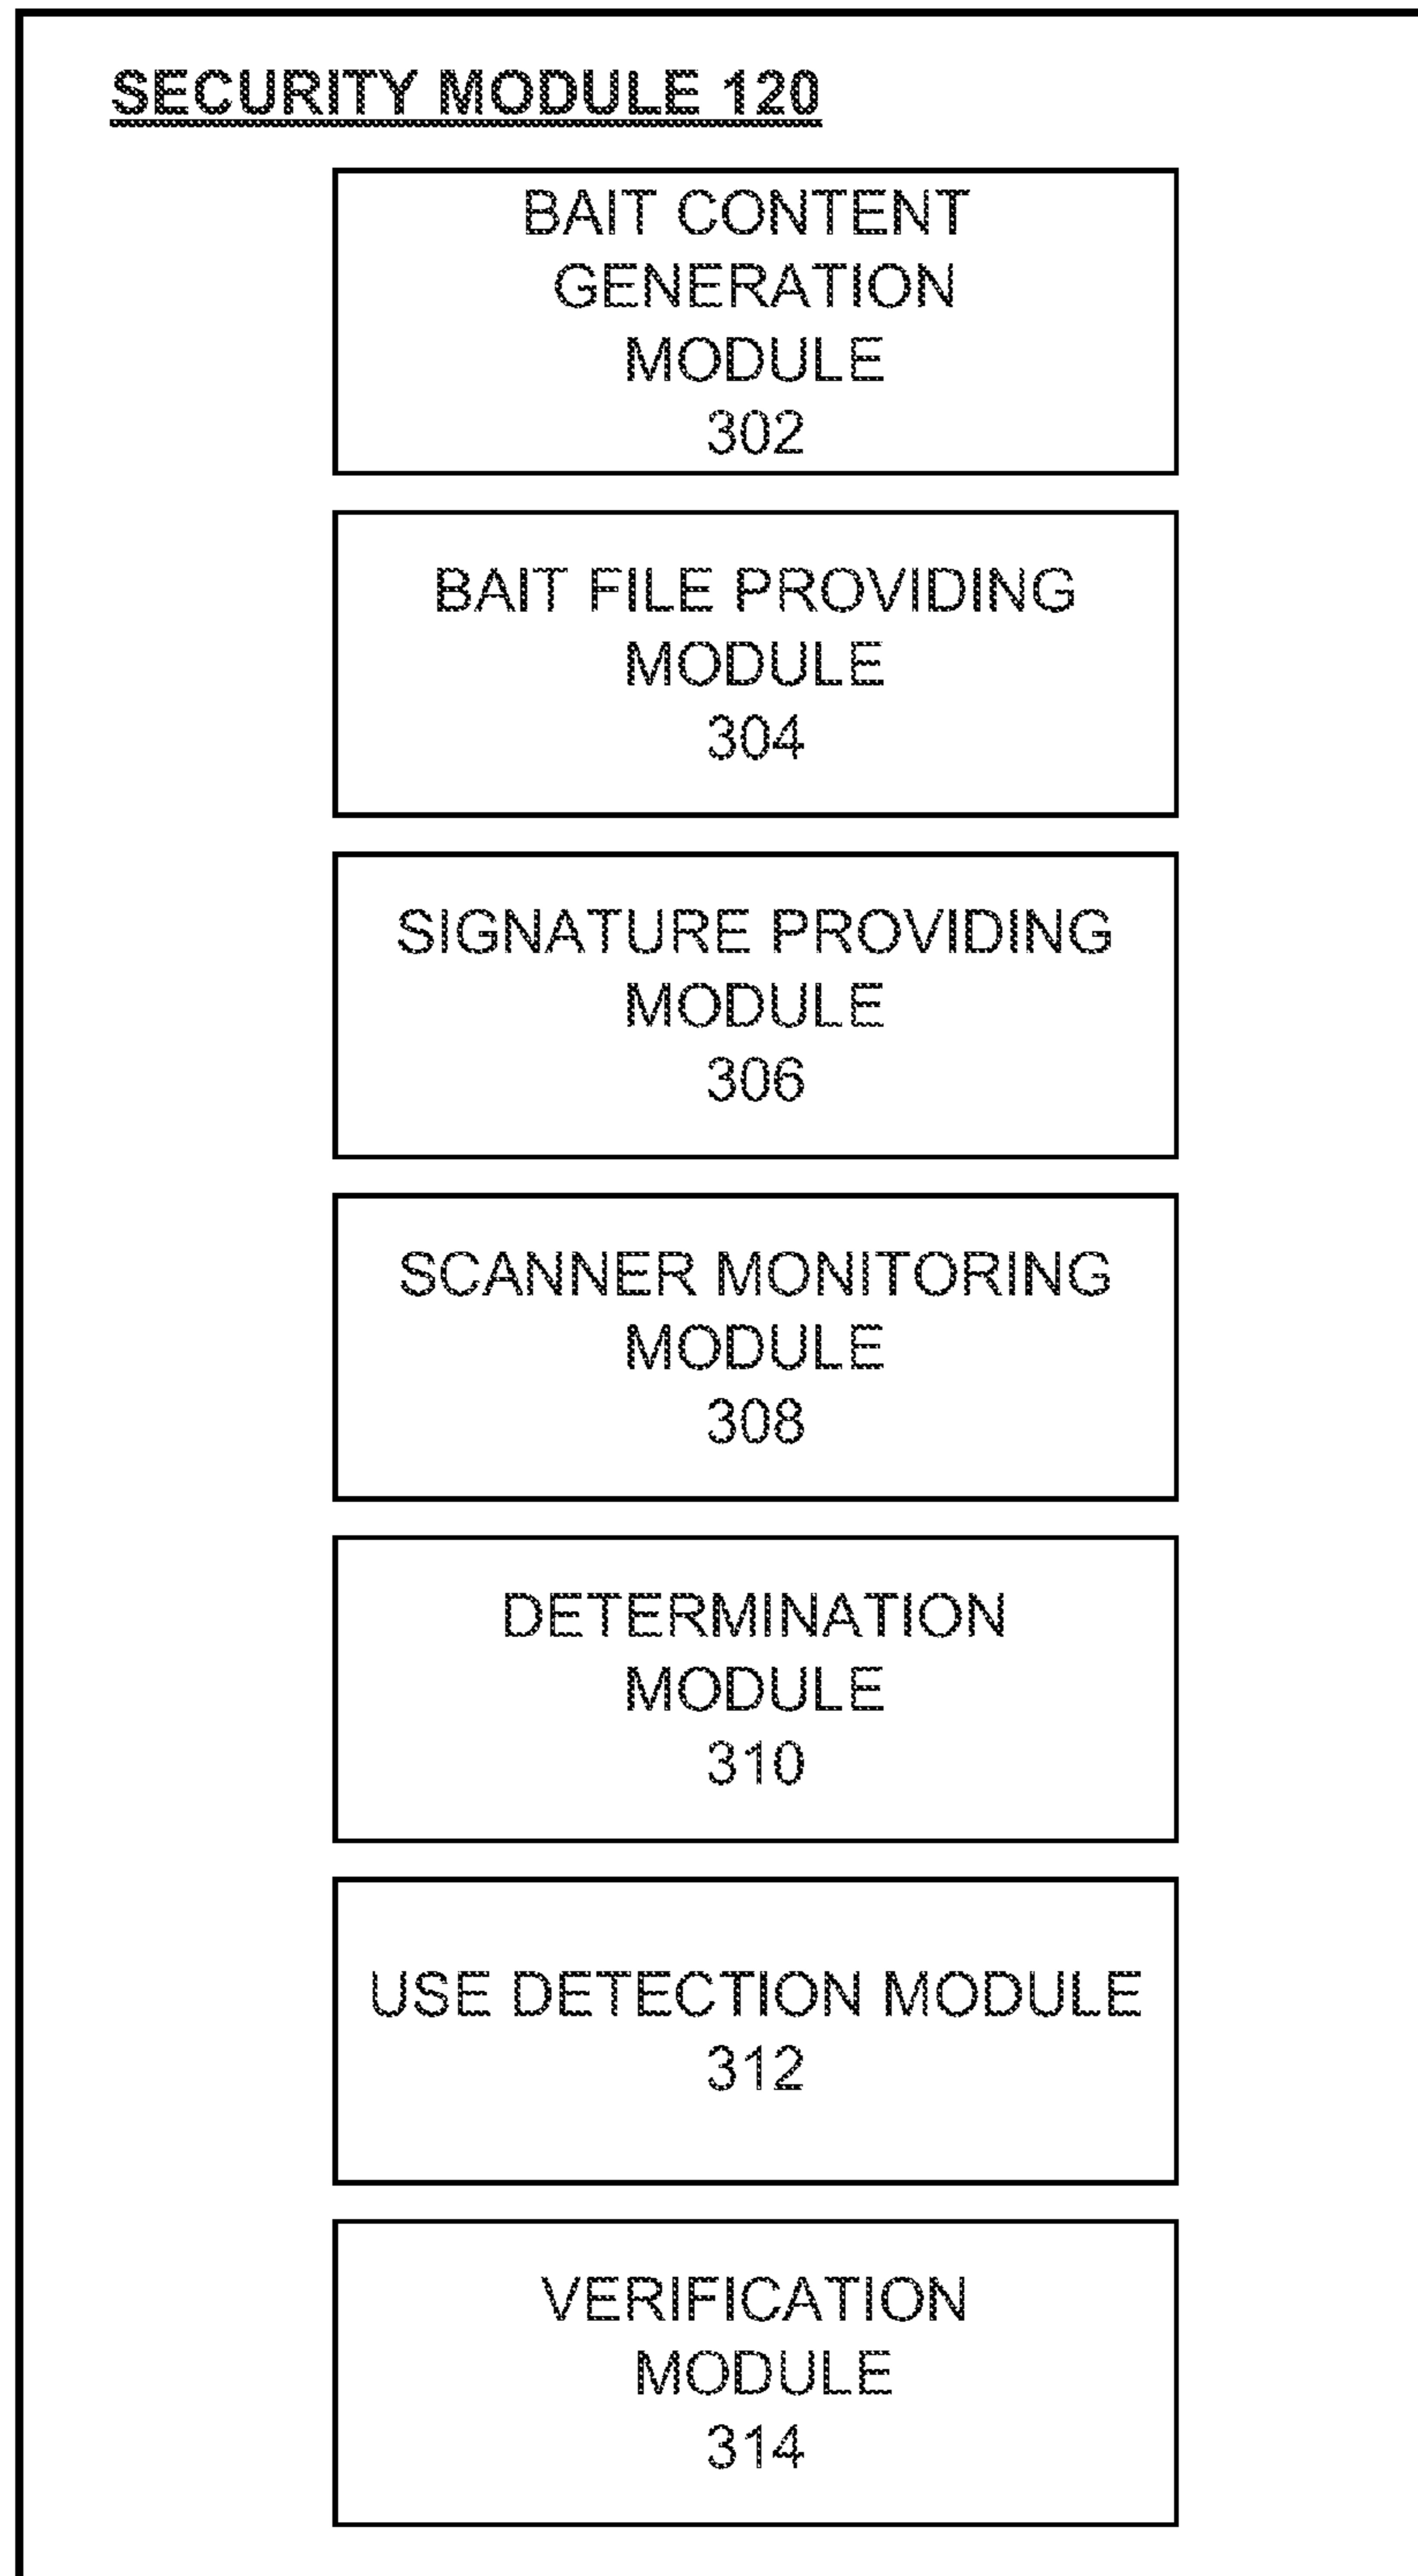 SECURITY MODULE 120
BAIT CONTENT
GENERATION
MODULE
302
BAIT FILE PROVIDING
MODULE
304
SIGNATURE PROVIDING
MODULE
306
SCANNER MONITORING
MODULE
308
DETERMINATION
MODULE
310
USE DETECTION MODULE
312
VERIFICATION
MODULE
314